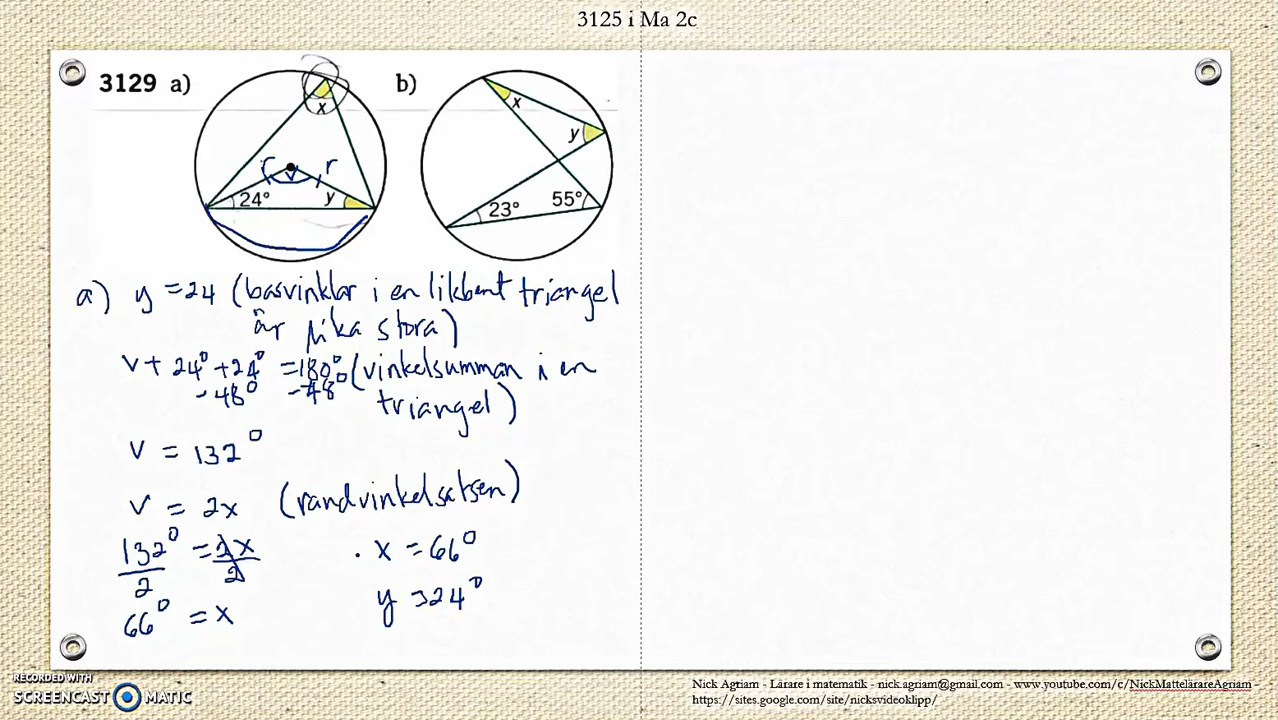 3125 i Ma 2c
3129 a)
b)
x
r
v
24°
y
x
y
23°
55°
a) y = 24 (basvinklar i en likbent triangel
är lika stora)
v + 24° + 24° = 180° (vinkelsumman i en
- 48° - 48°
triangel)
v = 132°
v = 2x (randvinkelsatsen)
132° = 2x
2 2
66° = x
. x = 66°
y = 24°
RECORDED WITH
SCREENCAST MATIC
Nick Agriam - Lärare i matematik - nick.agriam@gmail.com - www.youtube.com/c/NickMattelärareAgriam
https://sites.google.com/site/nicksvideoklipp/